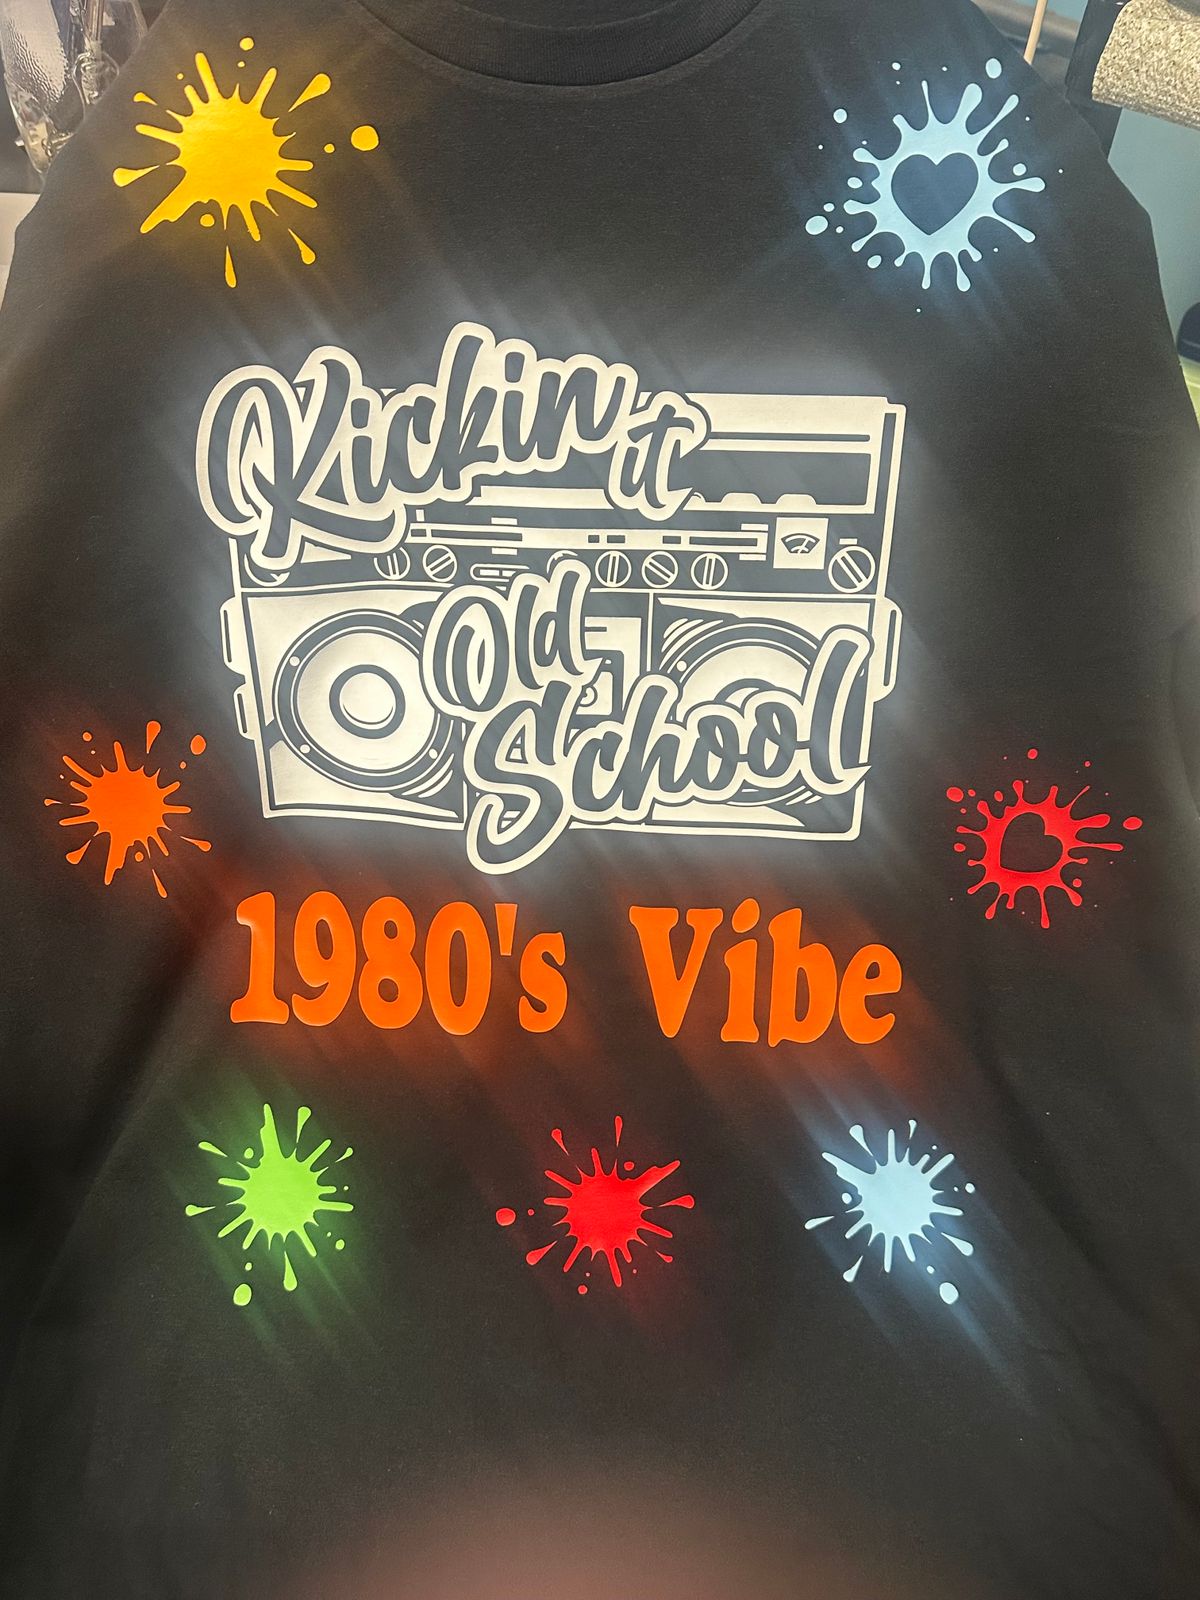 Kickin it
Old
School
1980's Vibe